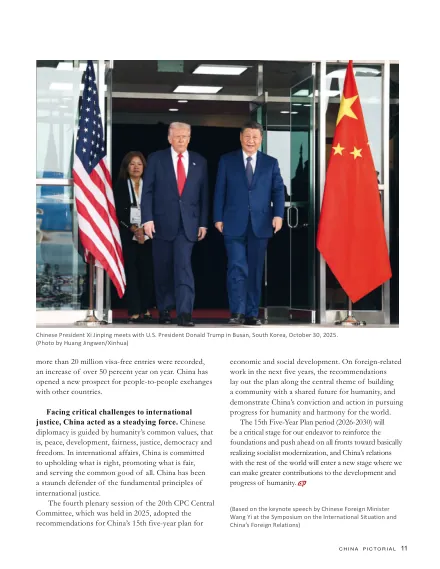 Chinese President Xi Jinping meets with U.S. President Donald Trump in Busan, South Korea, October 30, 2025.
(Photo by Huang Jingwen/Xinhua)
more than 20 million visa-free entries were recorded,
an increase of over 50 percent year on year. China has
opened a new prospect for people-to-people exchanges
with other countries.
Facing critical challenges to international
justice, China acted as a steadying force. Chinese
diplomacy is guided by humanity's common values, that
is, peace, development, fairness, justice, democracy and
freedom. In international affairs, China is committed
to upholding what is right, promoting what is fair,
and serving the common good of all. China has been
a staunch defender of the fundamental principles of
international justice.
The fourth plenary session of the 20th CPC Central
Committee, which was held in 2025, adopted the
recommendations for China's 15th five-year plan for
economic and social development. On foreign-related
work in the next five years, the recommendations
lay out the plan along the central theme of building
a community with a shared future for humanity, and
demonstrate China's conviction and action in pursuing
progress for humanity and harmony for the world.
The 15th Five-Year Plan period (2026-2030) will
be a critical stage for our endeavor to reinforce the
foundations and push ahead on all fronts toward basically
realizing socialist modernization, and China's relations
with the rest of the world will enter a new stage where we
can make greater contributions to the development and
progress of humanity. cp
(Based on the keynote speech by Chinese Foreign Minister
Wang Yi at the Symposium on the International Situation and
China's Foreign Relations)
CHINA PICTORIAL 11